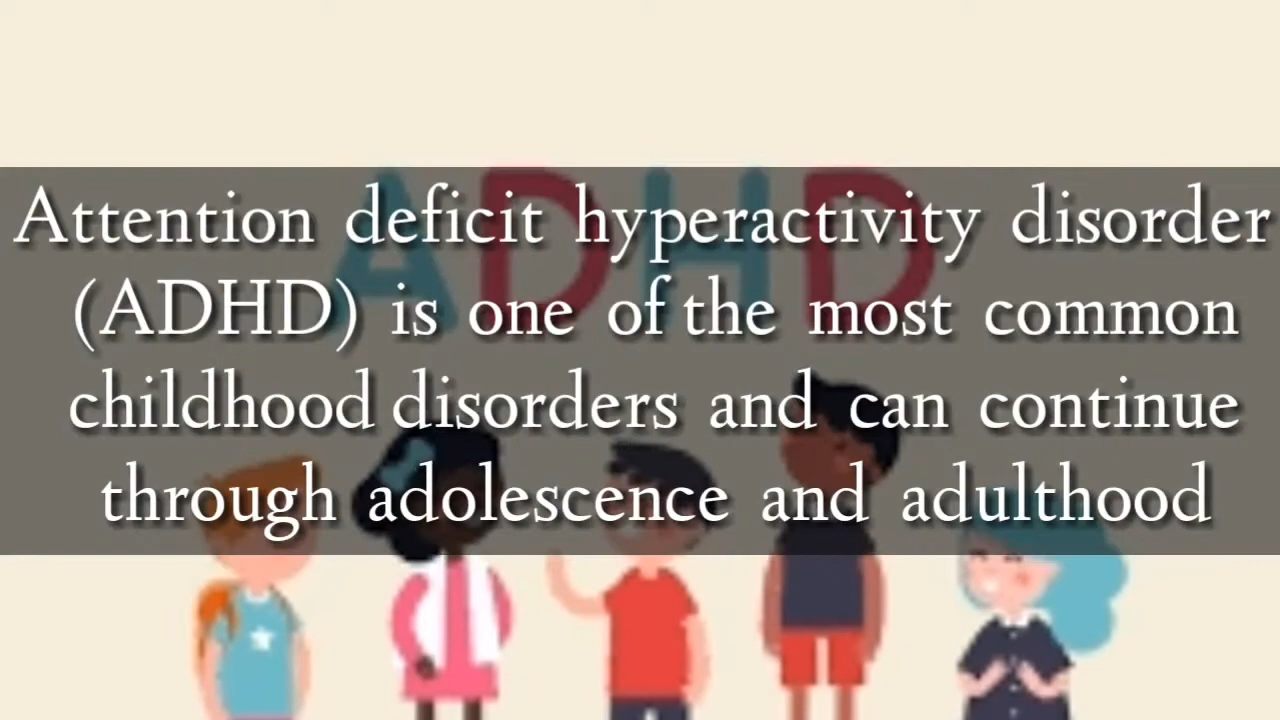 ADHD
Attention deficit hyperactivity disorder
(ADHD) is one of the most common
childhood disorders and can continue
through adolescence and adulthood